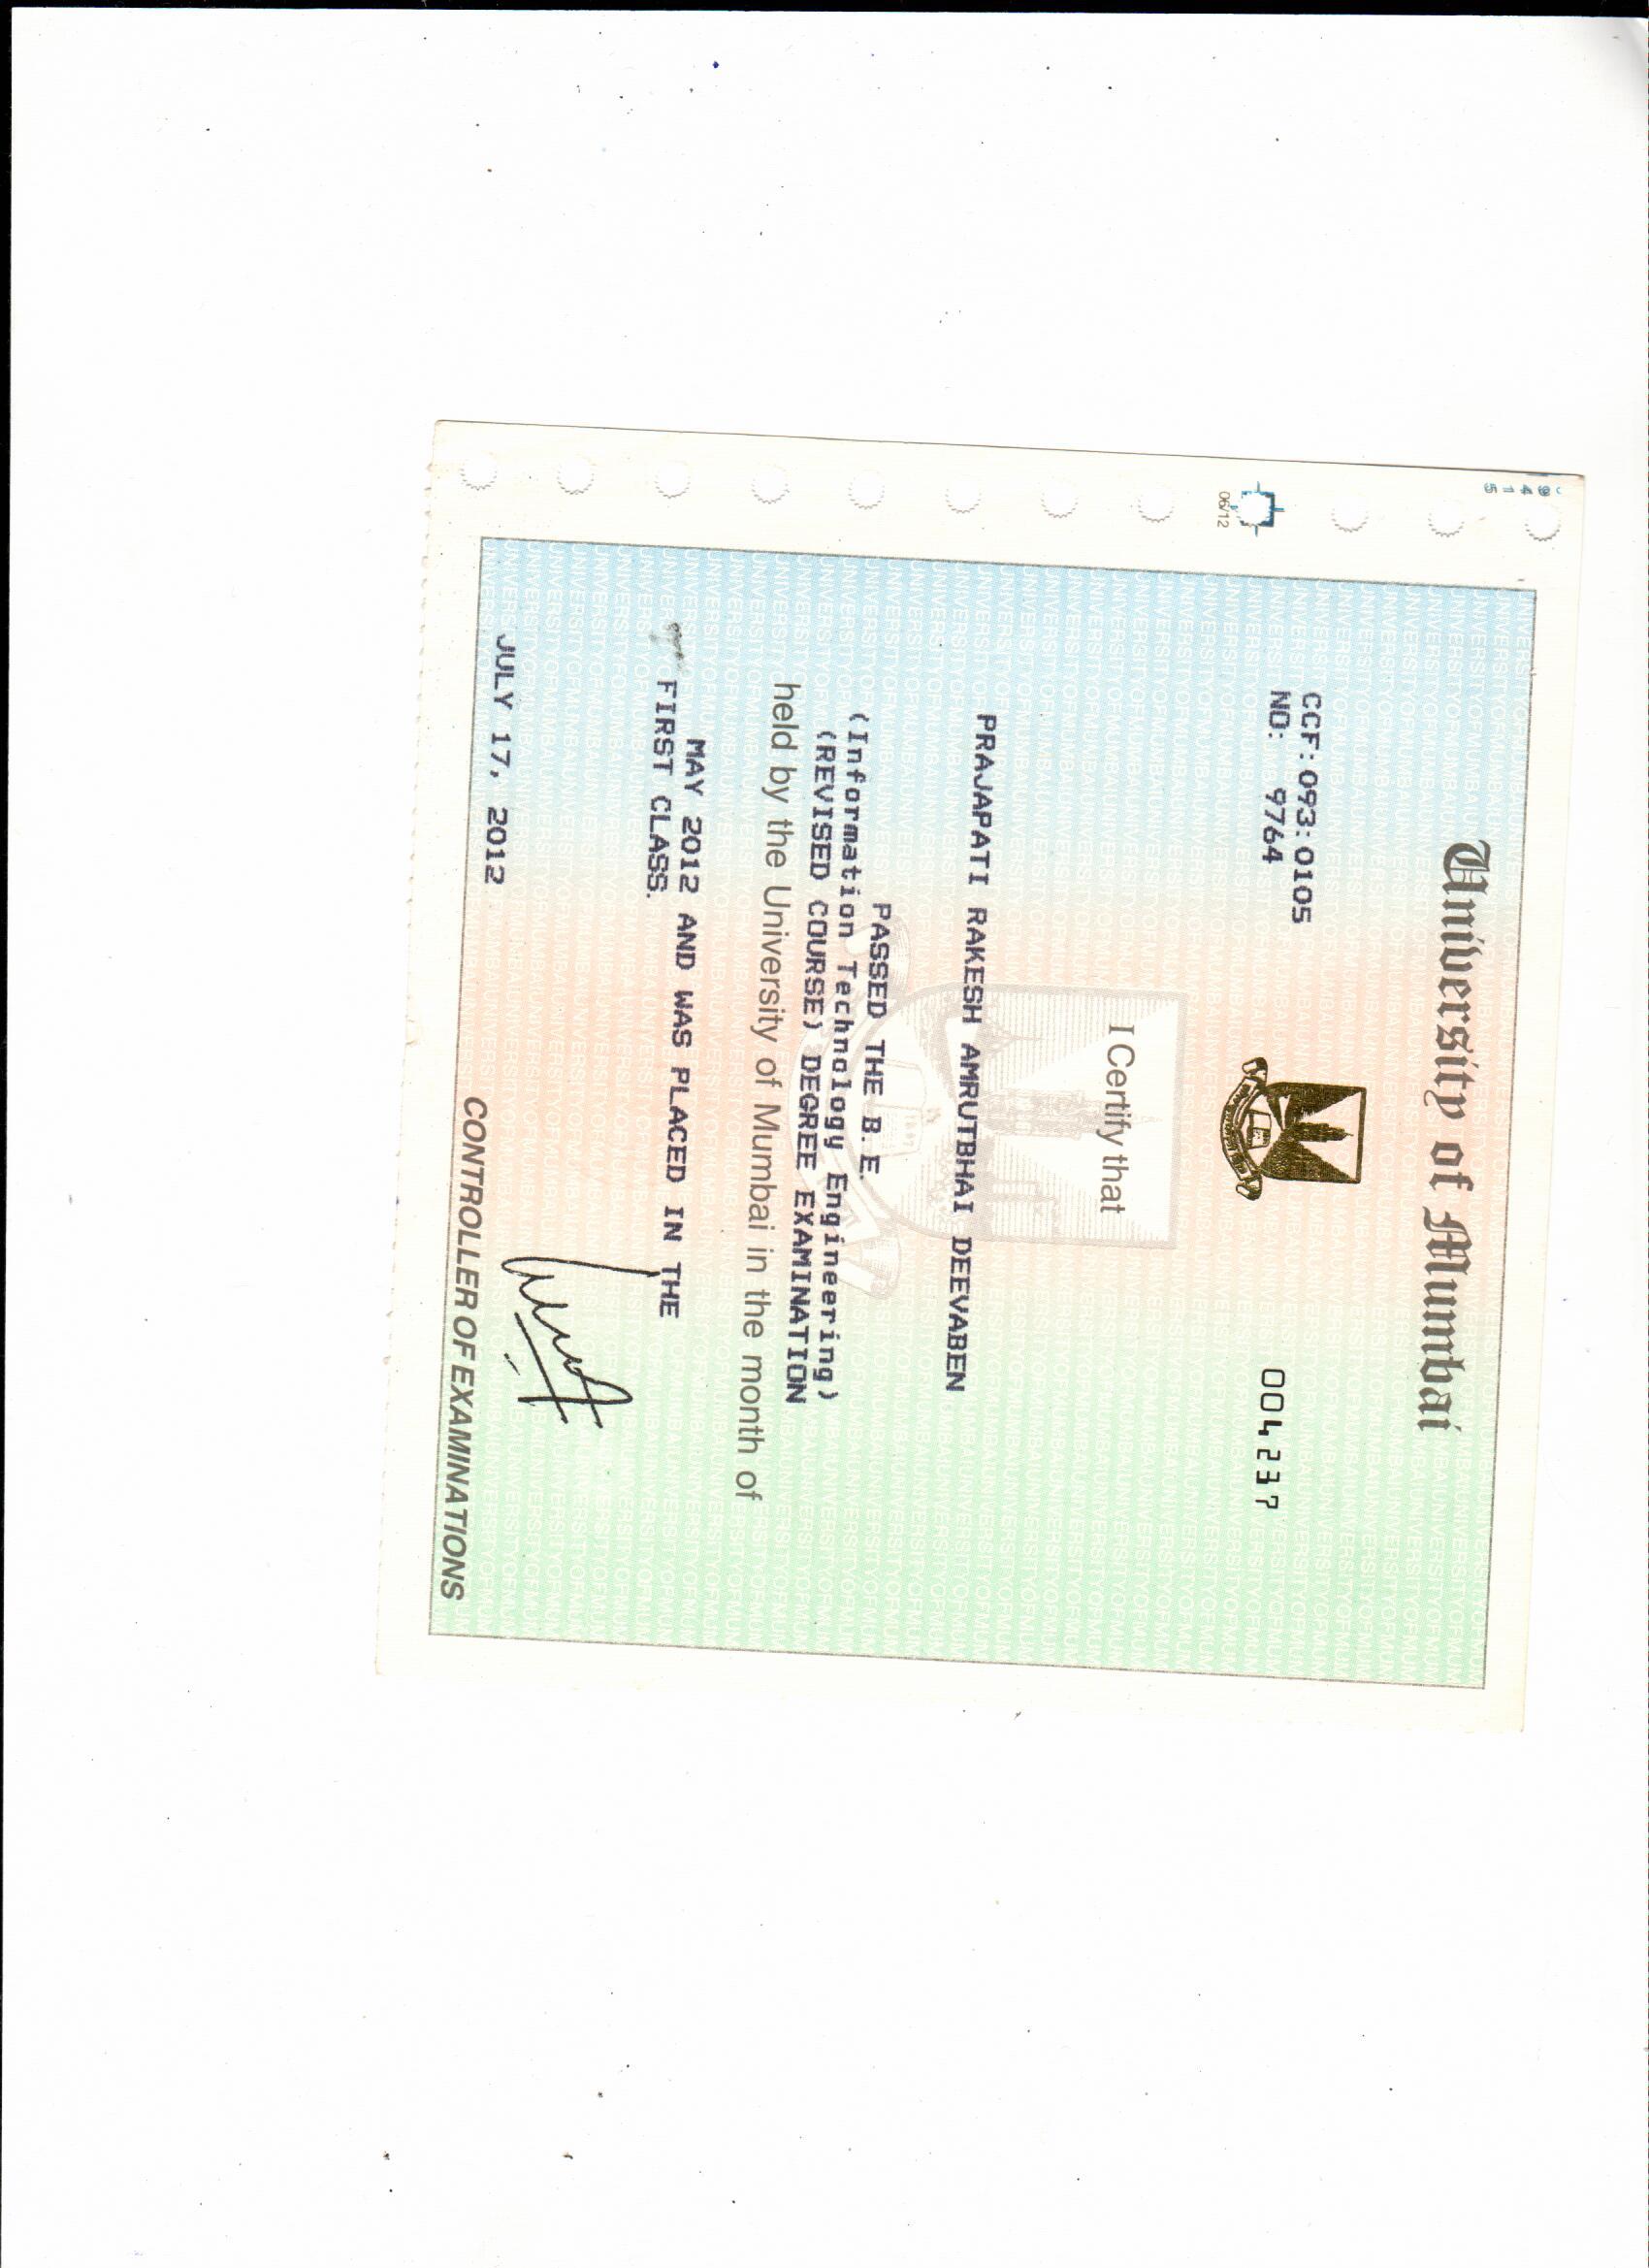 University of Mumbai
CCF:093:0105
NO: 9764
004237
06/12
I Certify that
PRAJAPATI RAKESH AMRUTBHAI DEEVABEN
PASSED THE B.E.
(Information Technology Engineering)
(REVISED COURSE) DEGREE EXAMINATION
held by the University of Mumbai in the month of
MAY 2012 AND WAS PLACED IN THE
FIRST CLASS.
JULY 17, 2012
CONTROLLER OF EXAMINATIONS